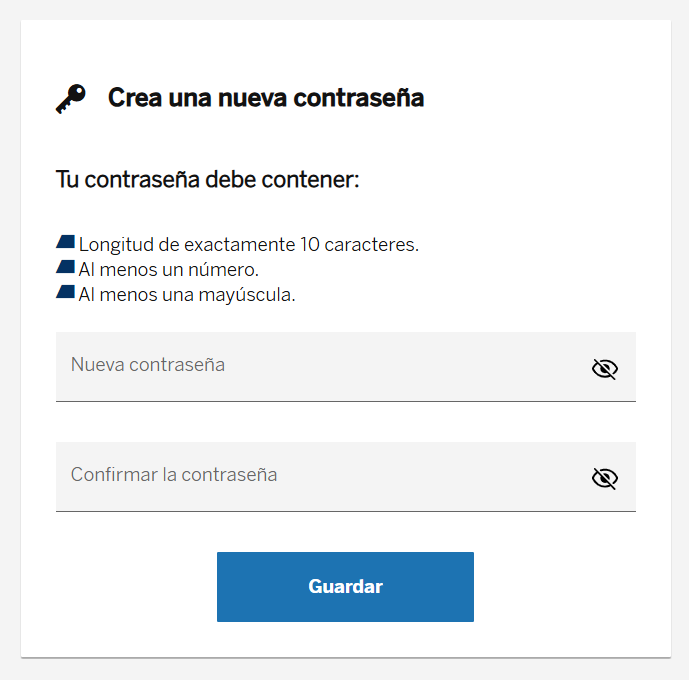 Crea una nueva contraseña
Tu contraseña debe contener:
Longitud de exactamente 10 caracteres.
Al menos un número.
Al menos una mayúscula.
Nueva contraseña
Confirmar la contraseña
Guardar